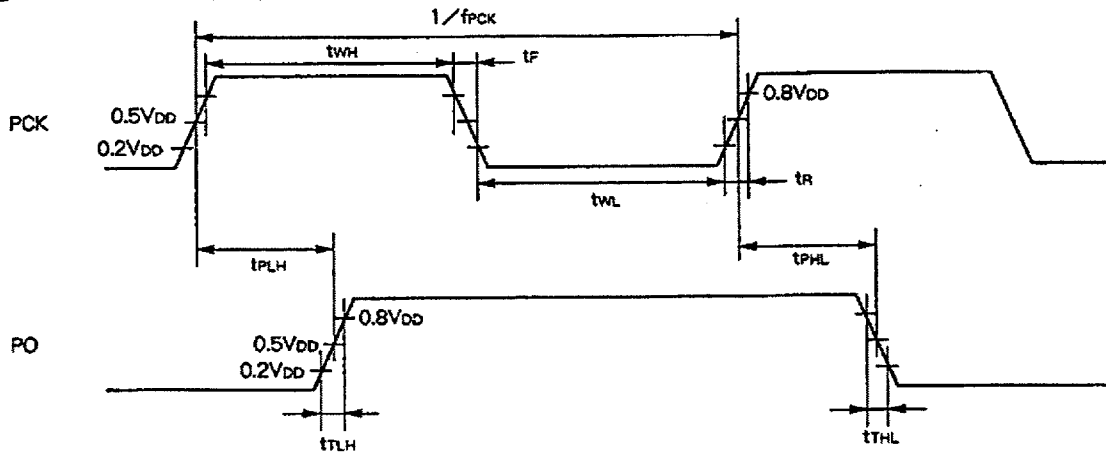 1/fPCK
tWH
tF
PCK
0.5VDD
0.2VDD
0.8VDD
tWL
tR
tPLH
tPHL
PO
0.8VDD
0.5VDD
0.2VDD
tTLH
tTHL